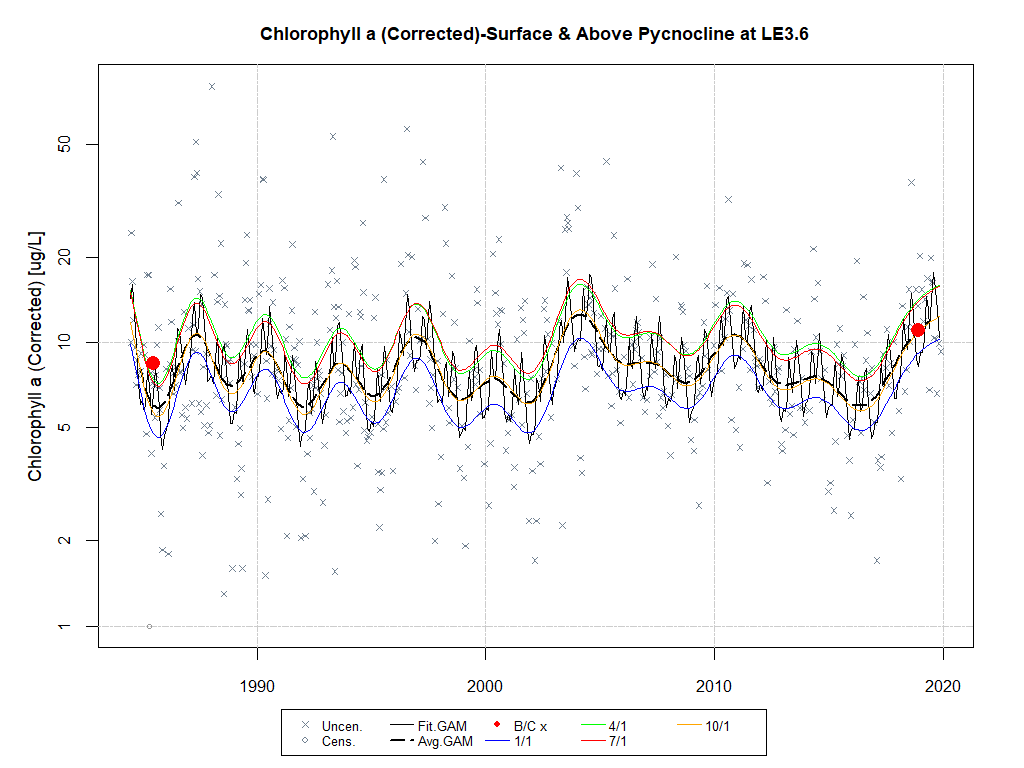 Chlorophyll a (Corrected)-Surface & Above Pycnocline at LE3.6
Chlorophyll a (Corrected) [ug/L]
50
20
10
5
2
1
1990 2000 2010 2020
Uncen. Fit.GAM B/C x 4/1 10/1
Cens. Avg.GAM 1/1 7/1